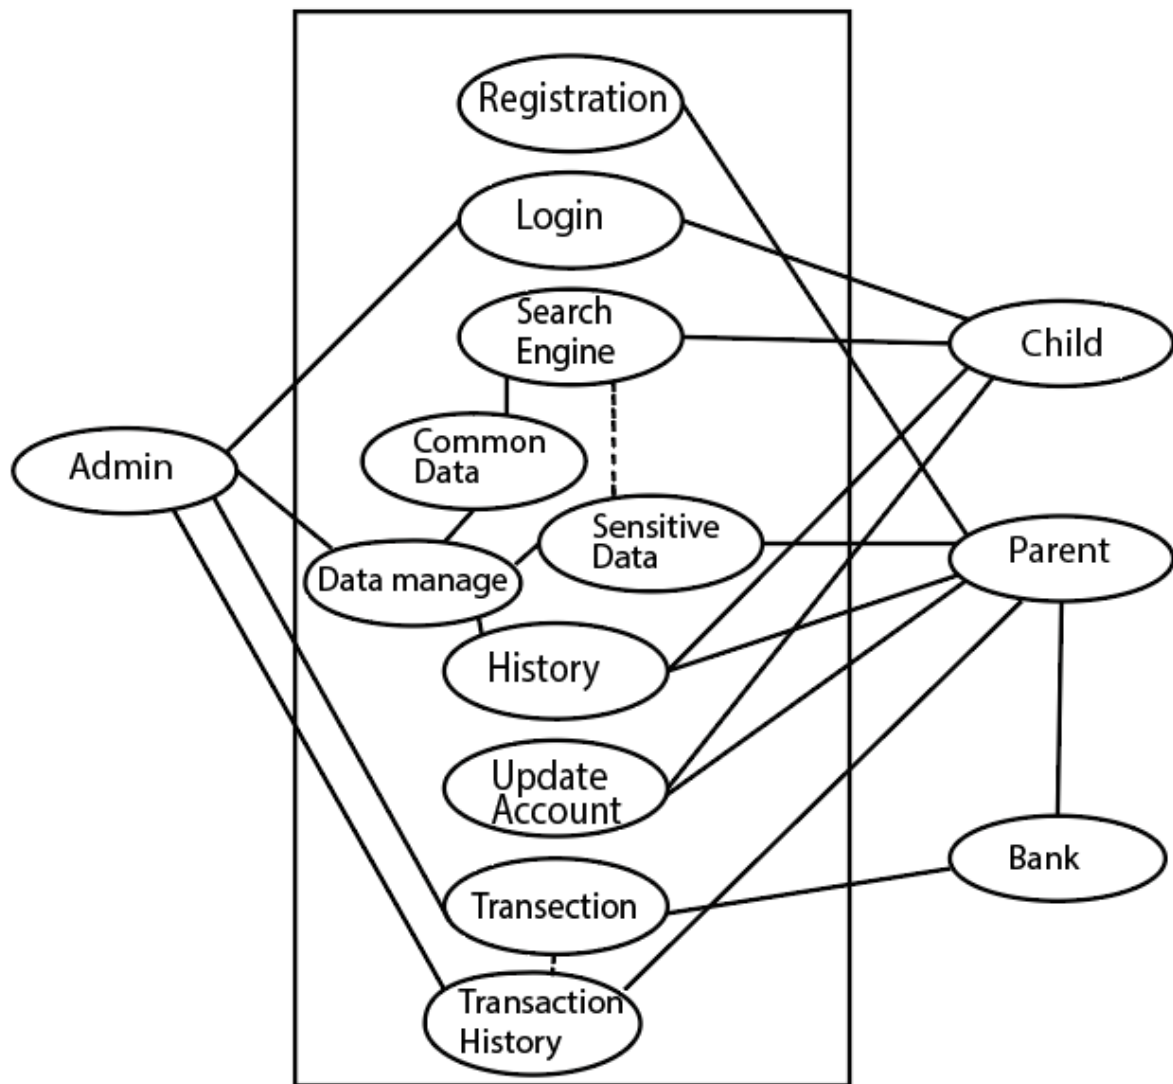 Registration
Login
Search
Engine
Child
Common
Data
Admin
Sensitive
Data
Parent
Data manage
History
Update
Account
Bank
Transection
Transaction
History